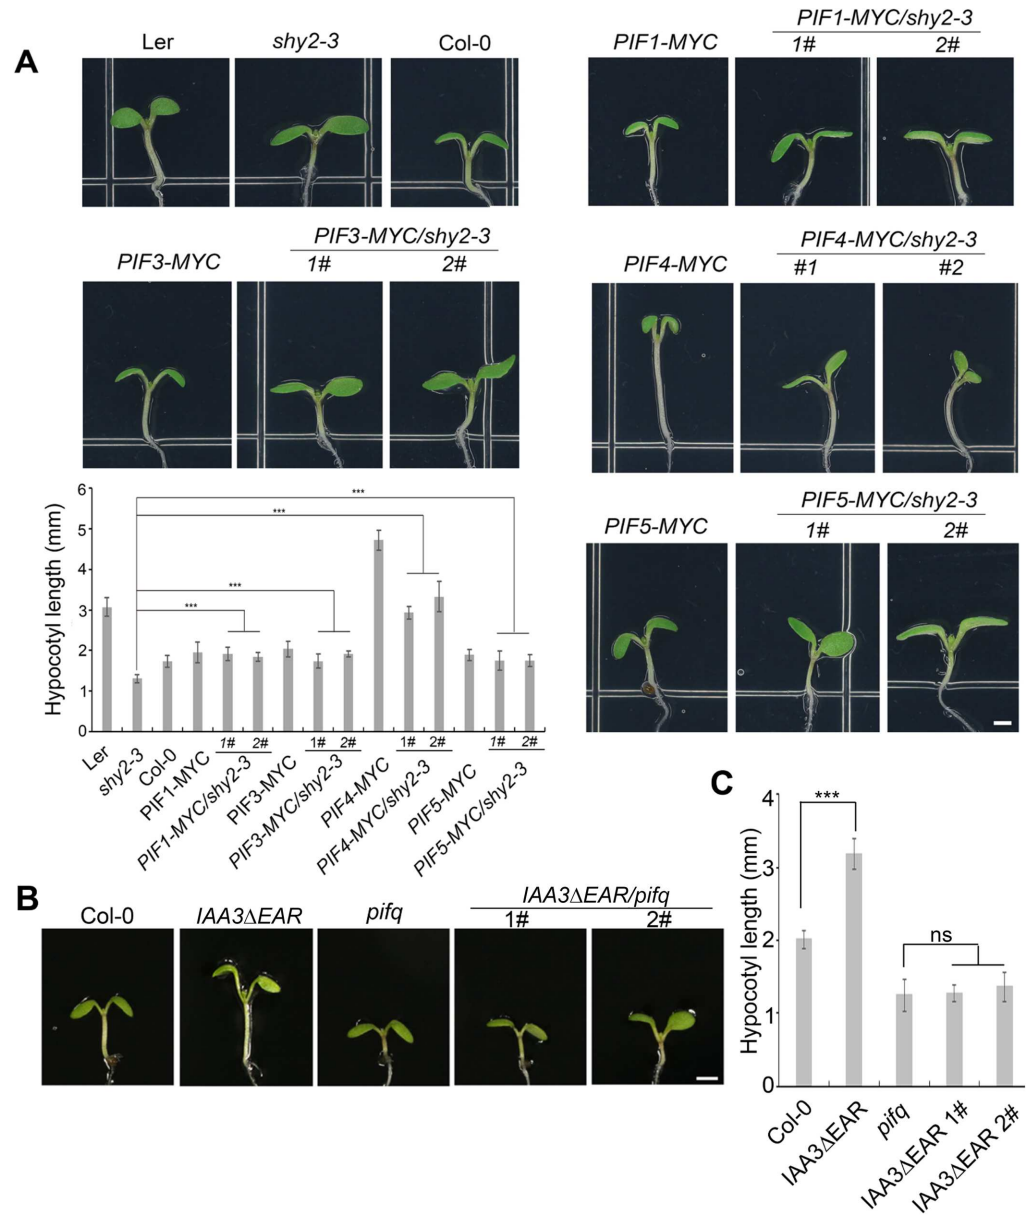 A
Ler
shy2-3
Col-0
PIF1-MYC
PIF1-MYC/shy2-3
1#
2#
PIF3-MYC
PIF3-MYC/shy2-3
1#
2#
PIF4-MYC
PIF4-MYC/shy2-3
#1
#2
Hypocotyl length (mm)
6
5
4
3
2
1
0
***
***
***
***
1#
2#
1#
2#
1#
2#
1#
2#
Ler
shy2-3
Col-0
PIF1-MYC
PIF1-MYC/shy2-3
PIF3-MYC
PIF3-MYC/shy2-3
PIF4-MYC
PIF4-MYC/shy2-3
PIF5-MYC
PIF5-MYC/shy2-3
PIF5-MYC
PIF5-MYC/shy2-3
1#
2#
B
Col-0
IAA3ΔEAR
pifq
IAA3ΔEAR/pifq
1#
2#
C
Hypocotyl length (mm)
4
3
2
1
0
***
ns
Col-0
IAA3ΔEAR
pifq
IAA3ΔEAR 1#
IAA3ΔEAR 2#